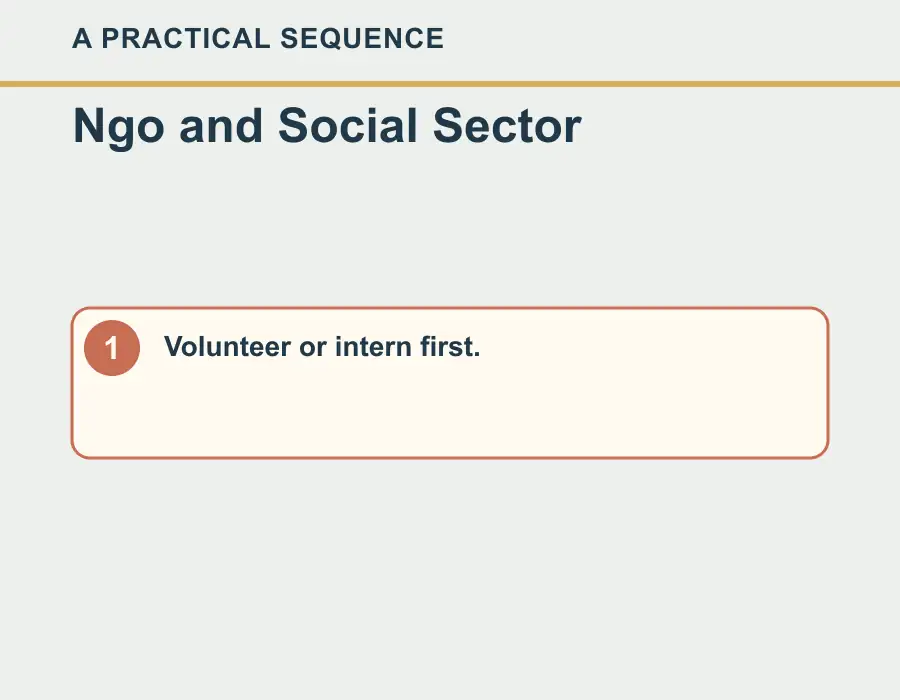 A PRACTICAL SEQUENCE
Ngo and Social Sector
1 Volunteer or intern first.